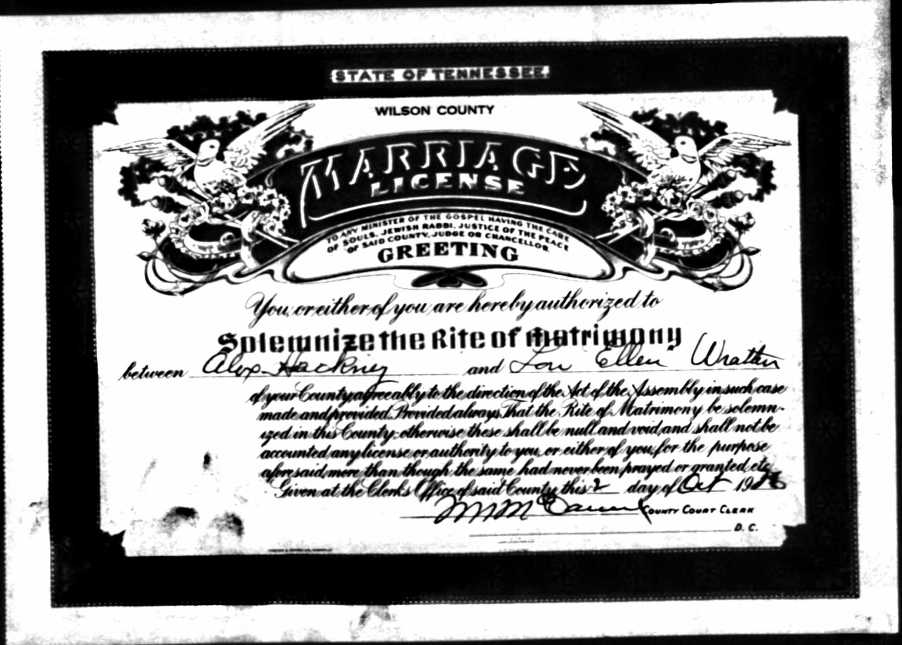 STATE OF TENNESSEE.
WILSON COUNTY
MARRIAGE
LICENSE
TO ANY MINISTER OF THE GOSPEL HAVING THE CARE
OF SOULS, JEWISH RABBI, JUSTICE OF THE PEACE
OF SAID COUNTY, JUDGE OR CHANCELLOR
GREETING
You, or either of you, are hereby authorized to
Solemnize the Rite of Matrimony
between Alex Hackney and Lou Ellen Wratten
of your County, agreeably to the direction of the Act of the Assembly in such case
made and provided. Provided always, That the Rite of Matrimony be solemn-
ized in this County; otherwise these shall be null and void, and shall not be
accounted any license or authority to you, or either of you, for the purpose
aforesaid, more than though the same had never been prayed or granted, etc.
Given at the Clerk's Office of said County, this 2 day of Oct 19
COUNTY COURT CLERK
D. C.